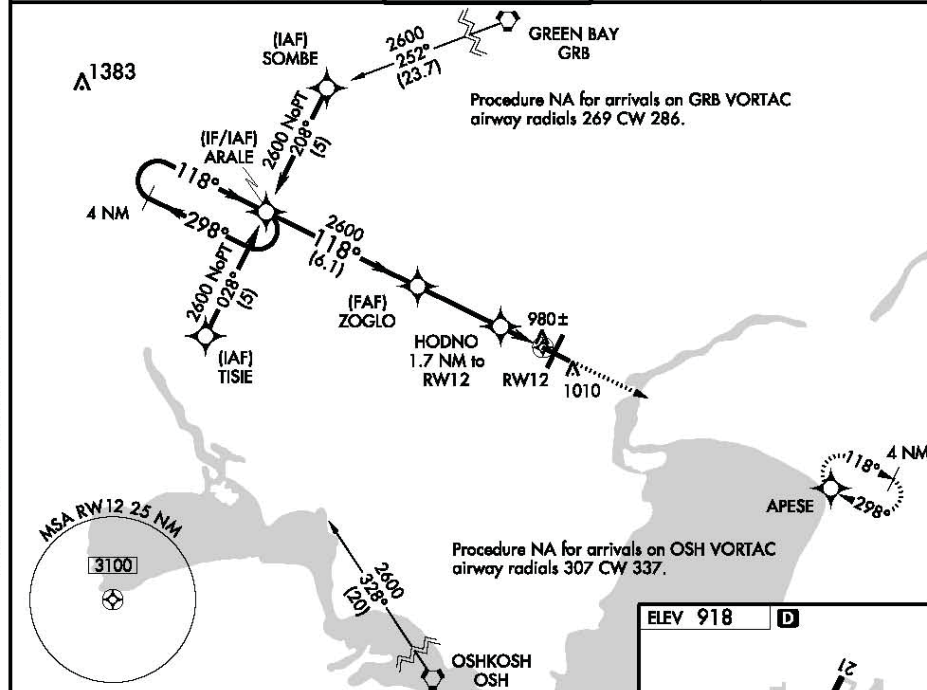 2600
252°
(23.7)
GREEN BAY
GRB
(IAF)
SOMBE
1383
Procedure NA for arrivals on GRB VORTAC
airway radials 269 CW 286.
2600 NoPT
208°
(5)
(IF/IAF)
ARALE
118°
4 NM
298°
2600
118°
(6.1)
2600 NoPT
028°
(5)
(FAF)
ZOGLO
(IAF)
TISIE
HODNO
1.7 NM to
RW12
980±
RW12
1010
118°
4 NM
298°
APESE
MSA RW12 25 NM
3100
Procedure NA for arrivals on OSH VORTAC
airway radials 307 CW 337.
2600
328°
(20)
OSHKOSH
OSH
ELEV 918
D
21